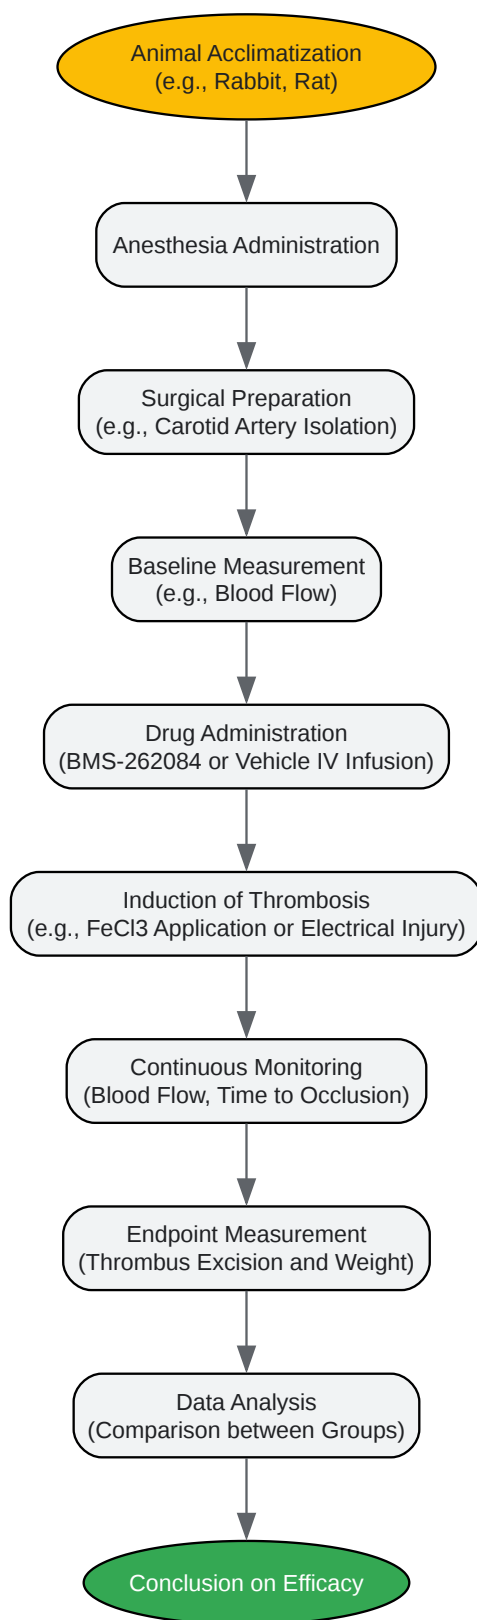 Animal Acclimatization
(e.g., Rabbit, Rat)
Anesthesia Administration
Surgical Preparation
(e.g., Carotid Artery Isolation)
Baseline Measurement
(e.g., Blood Flow)
Drug Administration
(BMS-262084 or Vehicle IV Infusion)
Induction of Thrombosis
(e.g., FeCl3 Application or Electrical Injury)
Continuous Monitoring
(Blood Flow, Time to Occlusion)
Endpoint Measurement
(Thrombus Excision and Weight)
Data Analysis
(Comparison between Groups)
Conclusion on Efficacy